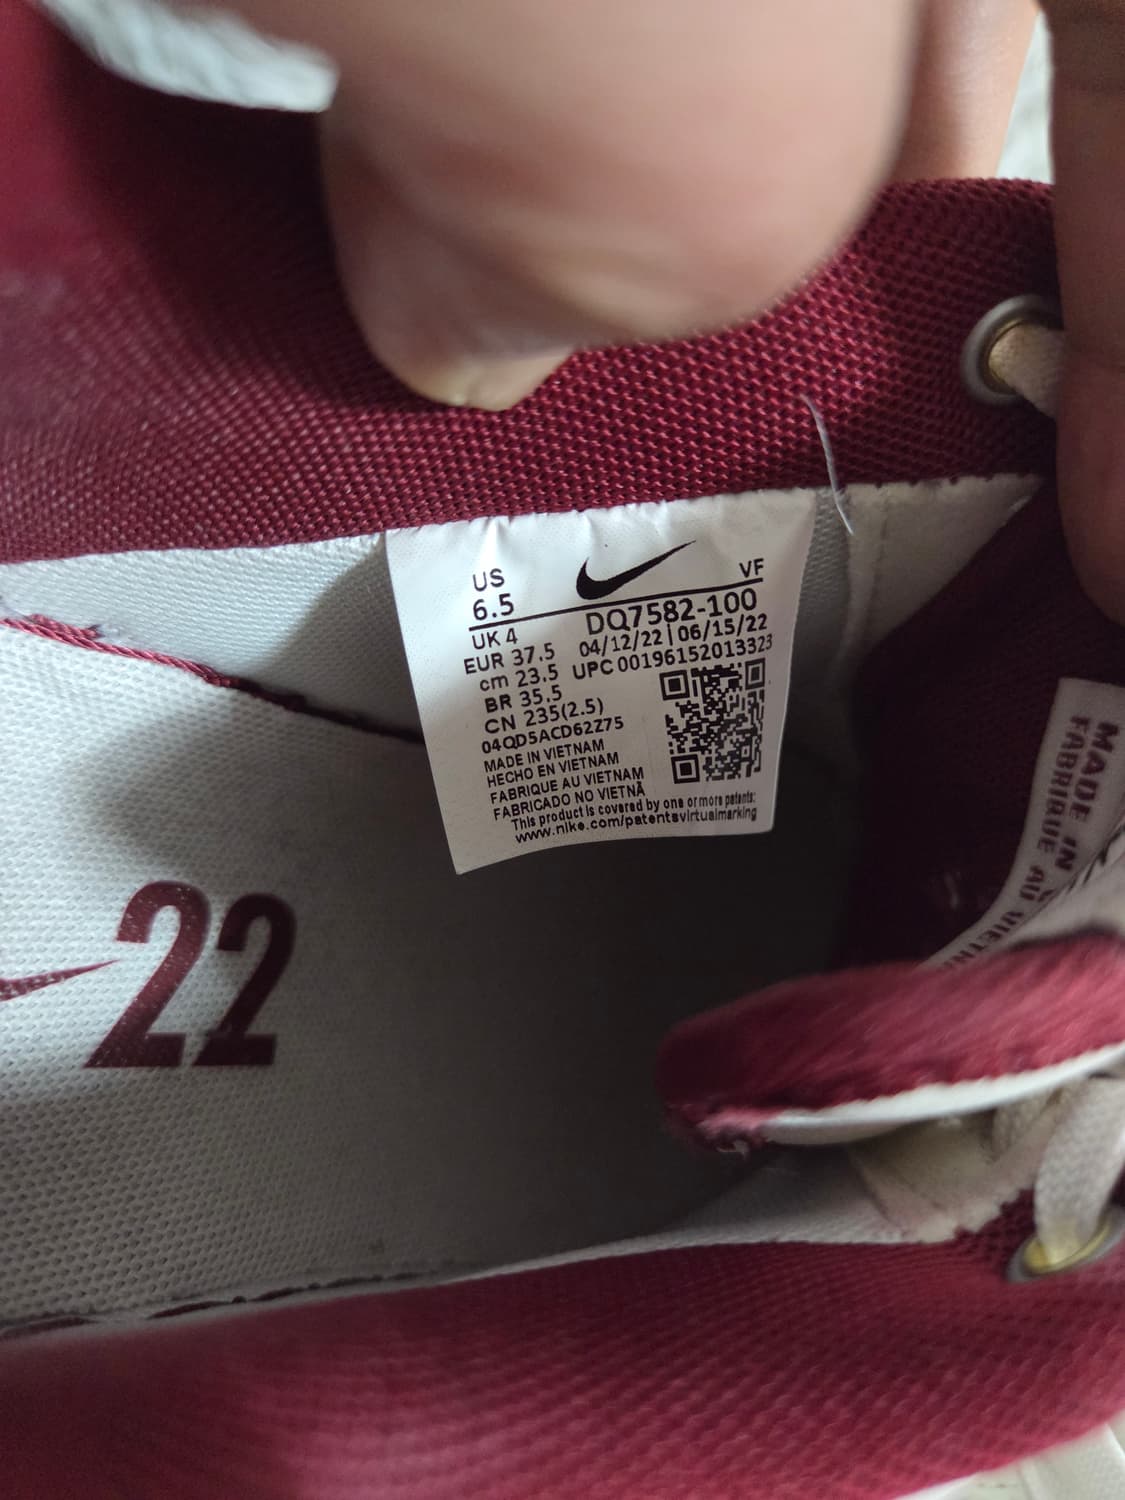 US
6.5
VF
DQ7582-100
UK 4
04/12/22 | 06/15/22
EUR 37.5
UPC 00196152013323
cm 23.5
BR 35.5
CN 235(2.5)
04QD5ACD62Z75
MADE IN VIETNAM
HECHO EN VIETNAM
FABRIQUE AU VIETNAM
FABRICADO NO VIETNÃ
This product is covered by one or more patents:
www.nike.com/patentsvirtualmarking
22
MADE IN
FABRIQUE AU